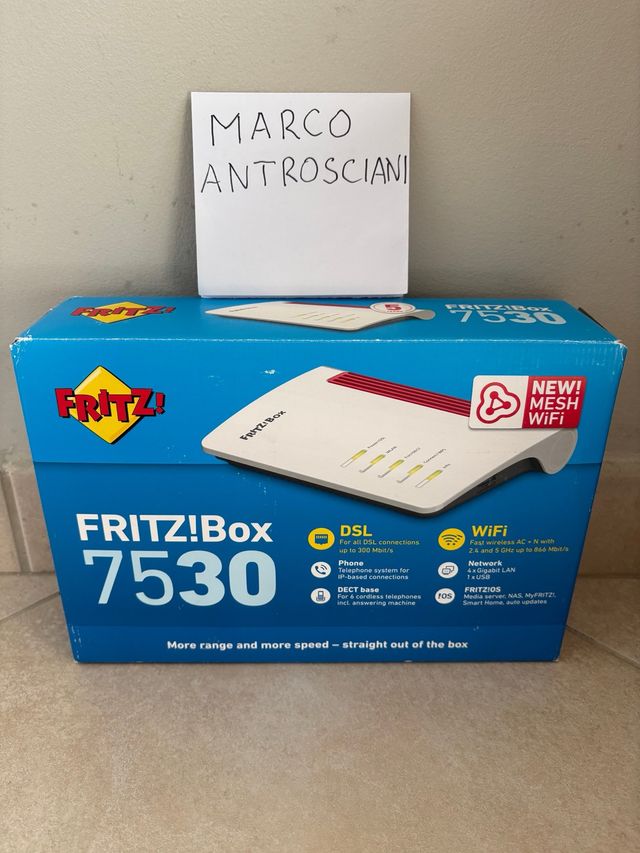 MARCO
ANTROSCIANI
FRITZ!
5
FRITZ!Box
7530
FRITZ!
FRITZ!Box
NEW!
MESH
WiFi
FRITZ!Box
7530
DSL
For all DSL connections
up to 300 Mbit/s
WiFi
Fast wireless AC + N with
2.4 and 5 GHz up to 866 Mbit/s
Phone
Telephone system for
IP-based connections
Network
4 x Gigabit LAN
1 x USB
DECT base
For 6 cordless telephones
incl. answering machine
!OS
FRITZ!OS
Media server, NAS, MyFRITZ!,
Smart Home, auto updates
More range and more speed – straight out of the box